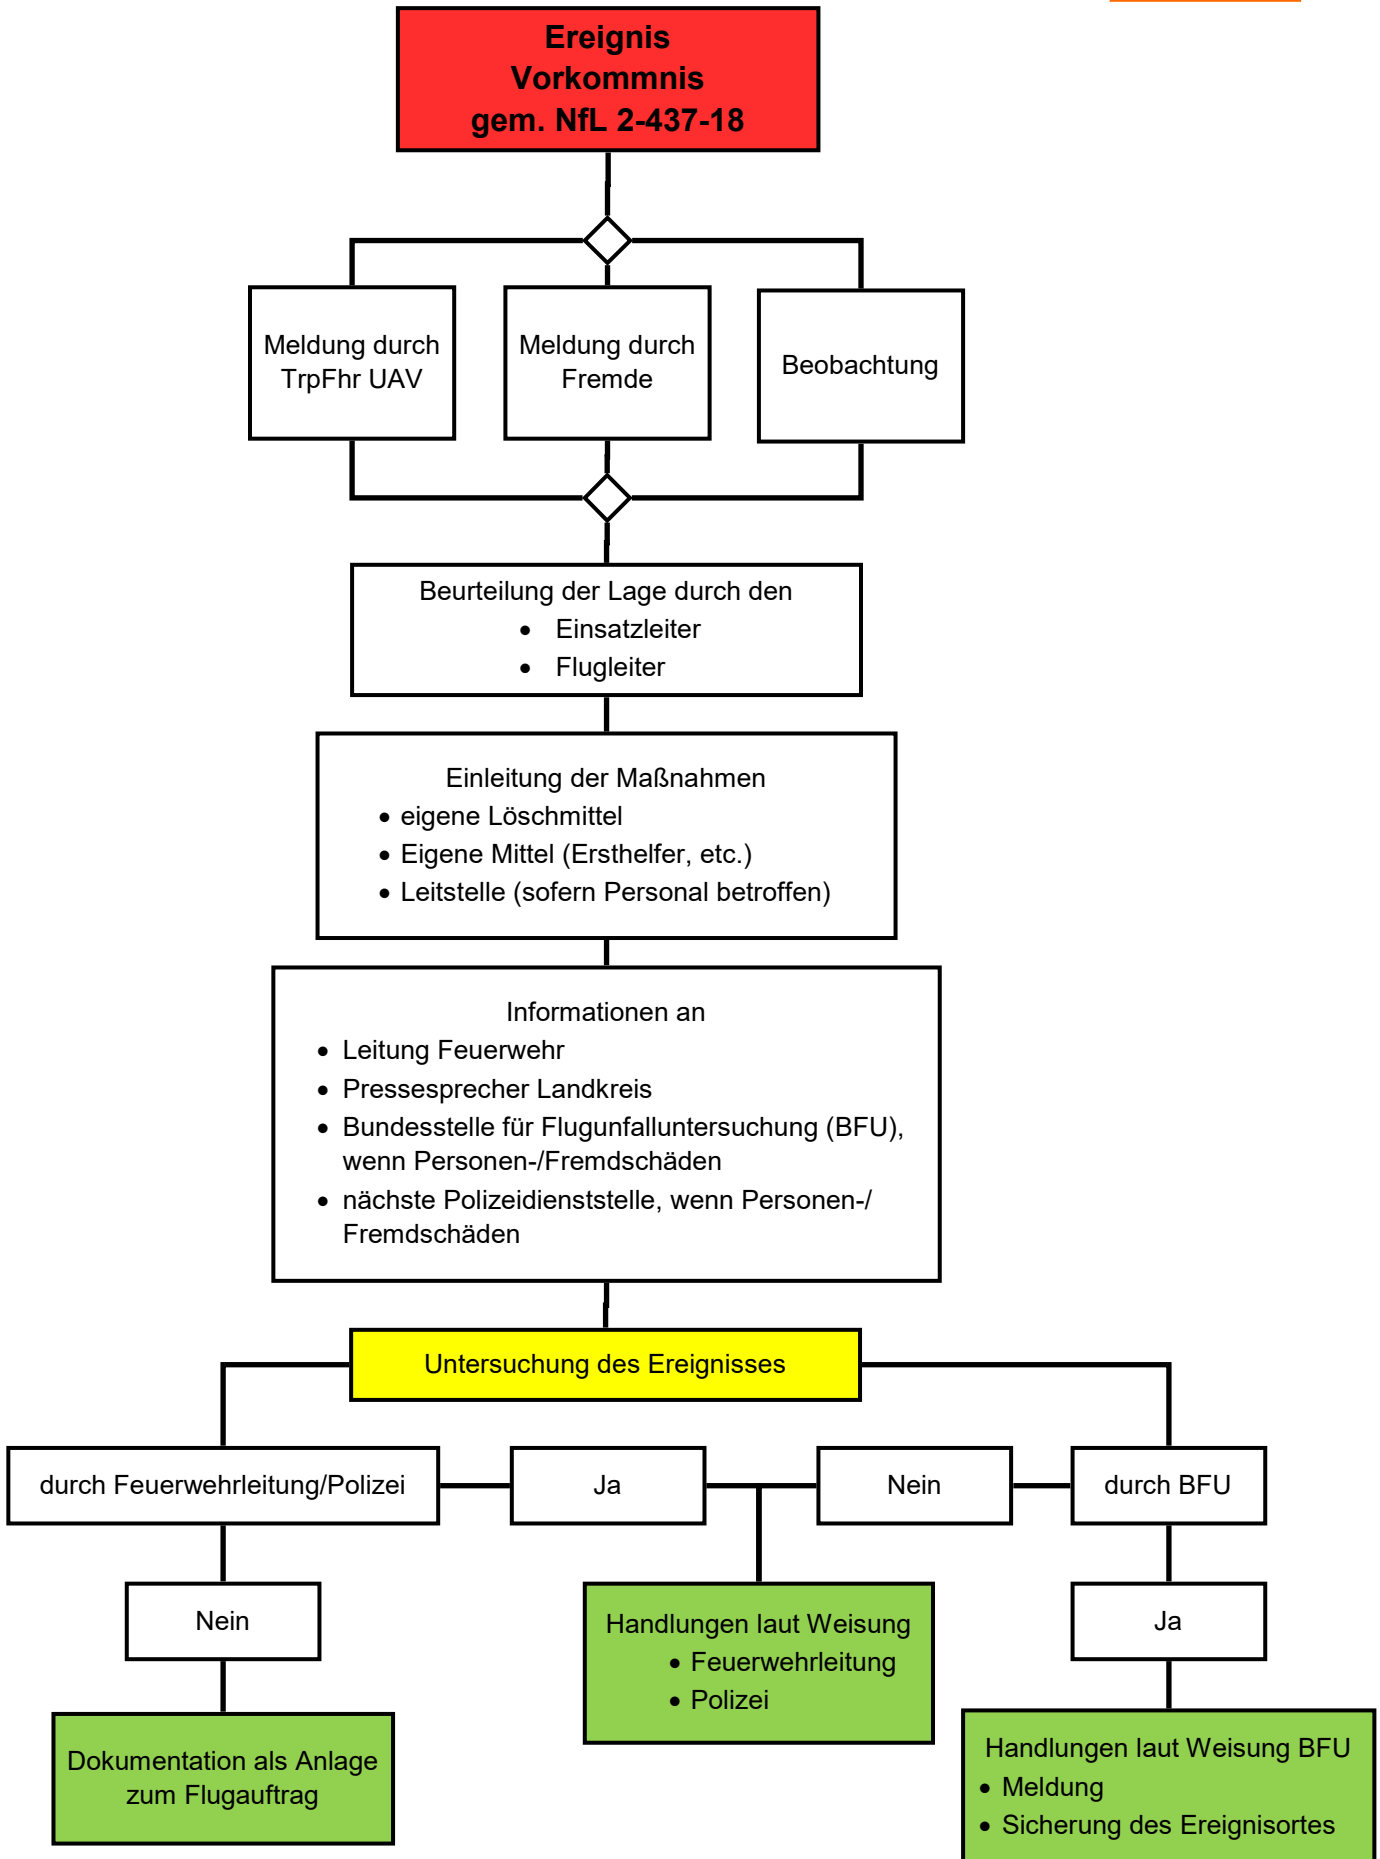 Ereignis
Vorkommnis
gem. NfL 2-437-18
Meldung durch
TrpFhr UAV
Meldung durch
Fremde
Beobachtung
Beurteilung der Lage durch den
• Einsatzleiter
• Flugleiter
Einleitung der Maßnahmen
• eigene Löschmittel
• Eigene Mittel (Ersthelfer, etc.)
• Leitstelle (sofern Personal betroffen)
Informationen an
• Leitung Feuerwehr
• Pressesprecher Landkreis
• Bundesstelle für Flugunfalluntersuchung (BFU),
wenn Personen-/Fremdschäden
• nächste Polizeidienststelle, wenn Personen-/
Fremdschäden
Untersuchung des Ereignisses
durch Feuerwehrleitung/Polizei
Ja
Nein
durch BFU
Nein
Handlungen laut Weisung
• Feuerwehrleitung
• Polizei
Ja
Dokumentation als Anlage
zum Flugauftrag
Handlungen laut Weisung BFU
• Meldung
• Sicherung des Ereignisortes